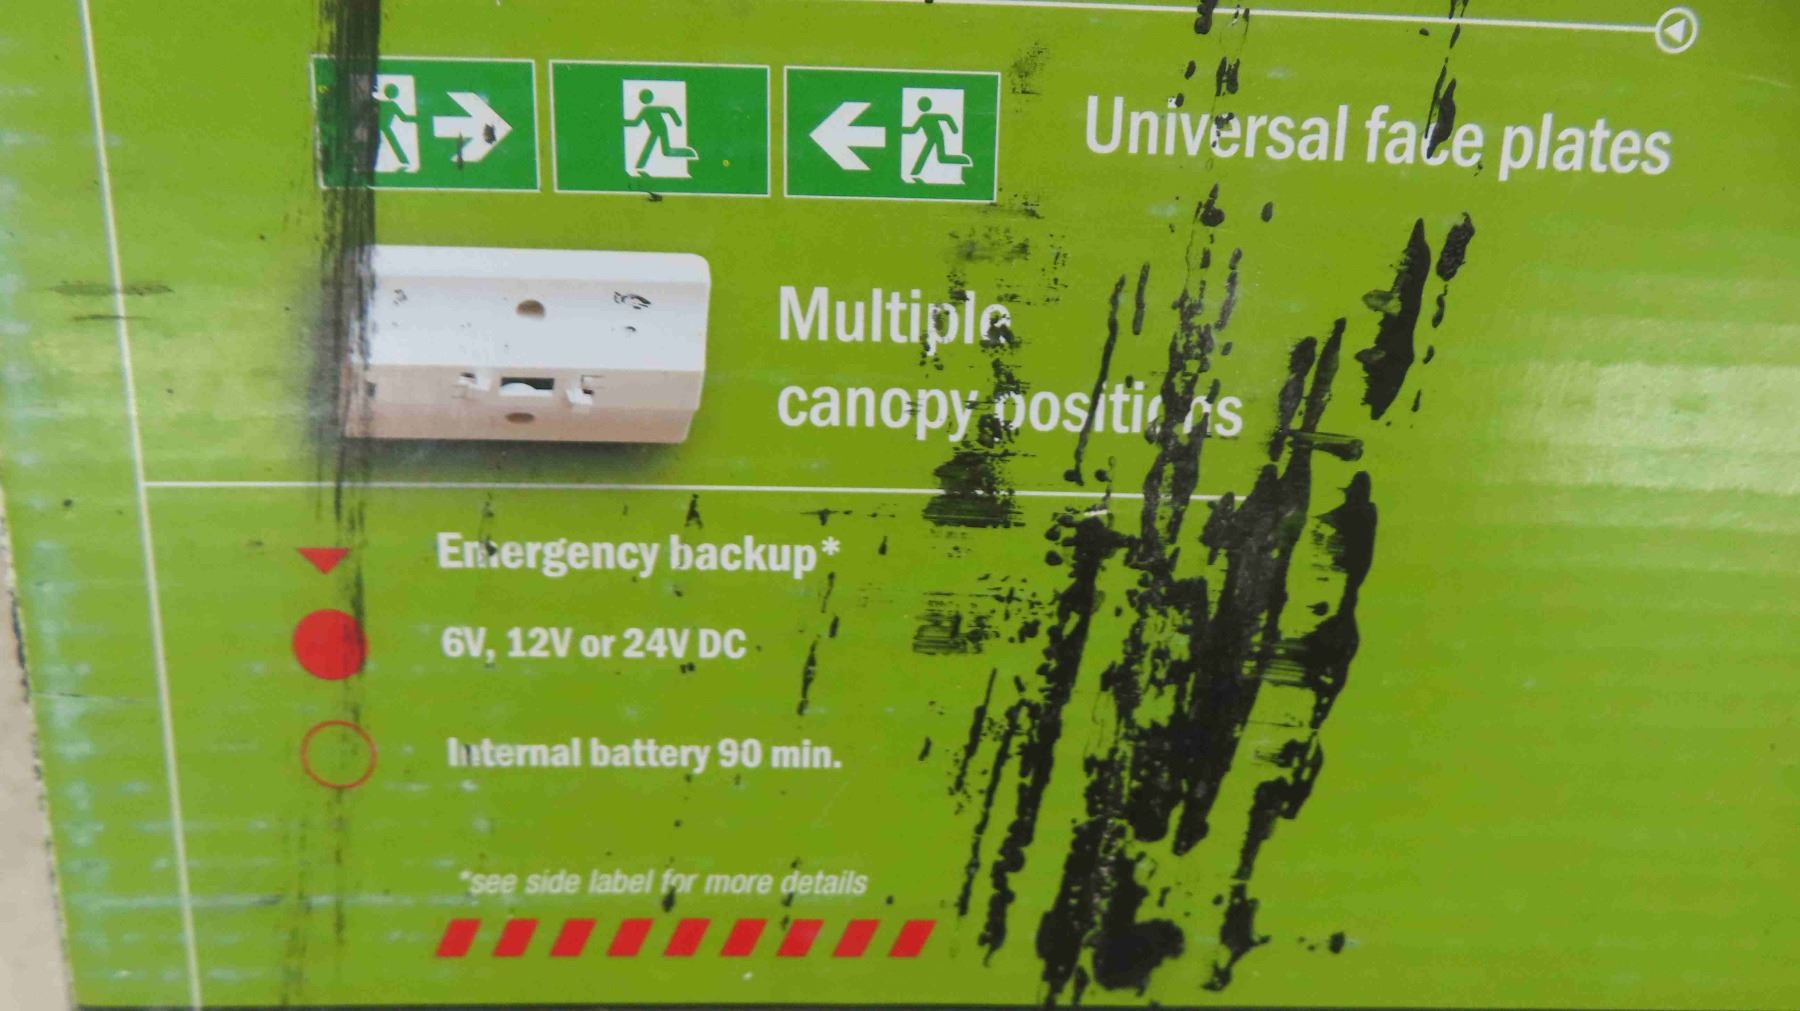 Universal face plates
Multiple
canopy positions
Emergency backup*
6V, 12V or 24V DC
Internal battery 90 min.
*see side label for more details